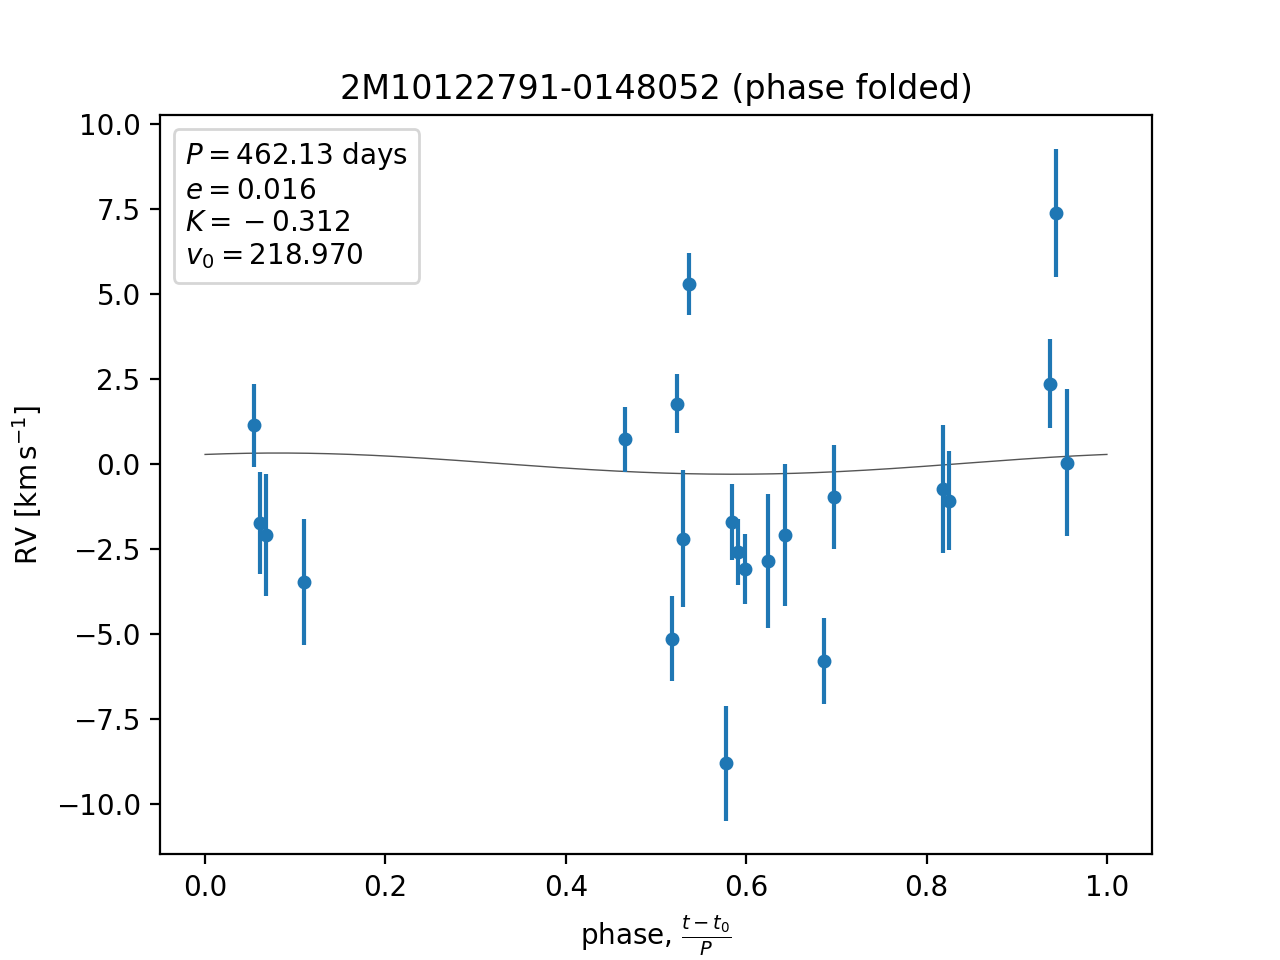 2M10122791-0148052 (phase folded)
P = 462.13 days
e = 0.016
K = −0.312
v₀ = 218.970
10.0
7.5
5.0
2.5
0.0
−2.5
−5.0
−7.5
−10.0
RV [km s⁻¹]
0.0 0.2 0.4 0.6 0.8 1.0
phase, (t − t₀)/P